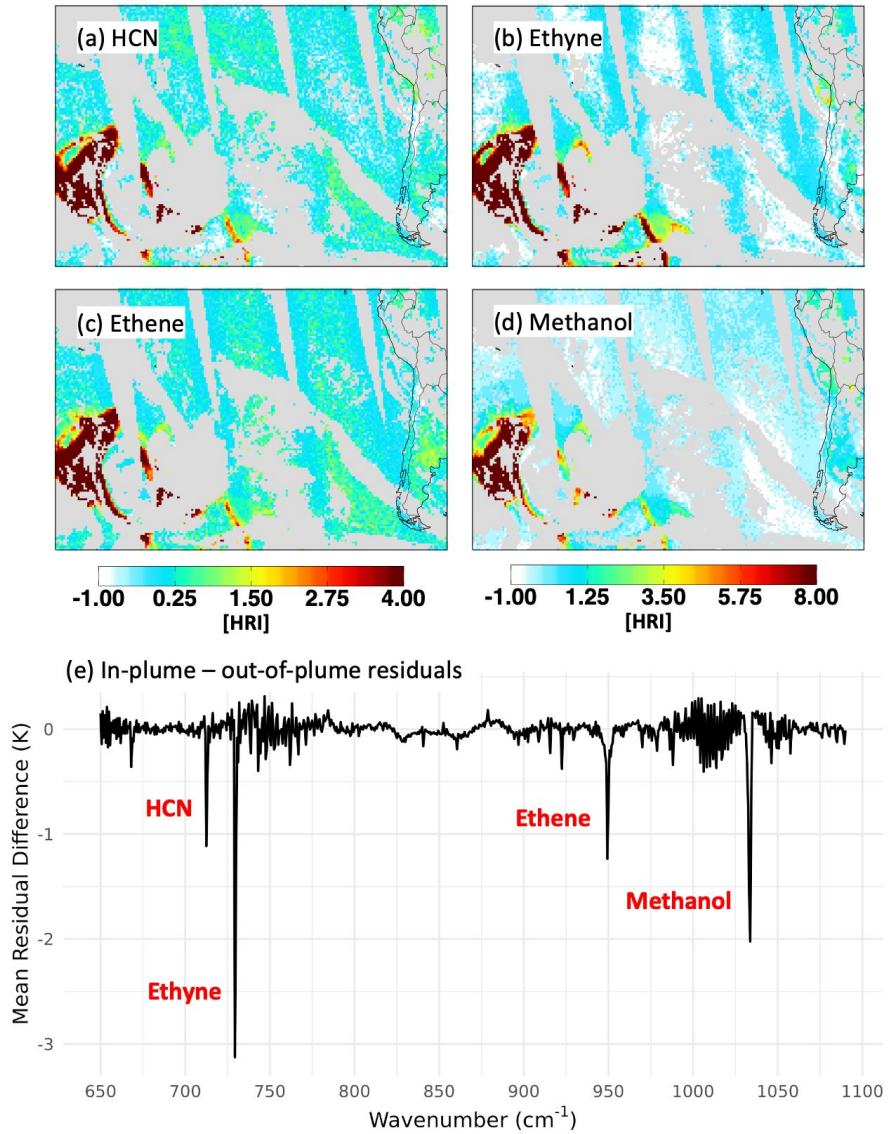 (a) HCN
(b) Ethyne
(c) Ethene
(d) Methanol
-1.00 0.25 1.50 2.75 4.00
[HRI]
-1.00 1.25 3.50 5.75 8.00
[HRI]
(e) In-plume – out-of-plume residuals
Mean Residual Difference (K)
0
-1
-2
-3
HCN
Ethyne
Ethene
Methanol
650 700 750 800 850 900 950 1000 1050 1100
Wavenumber (cm⁻¹)